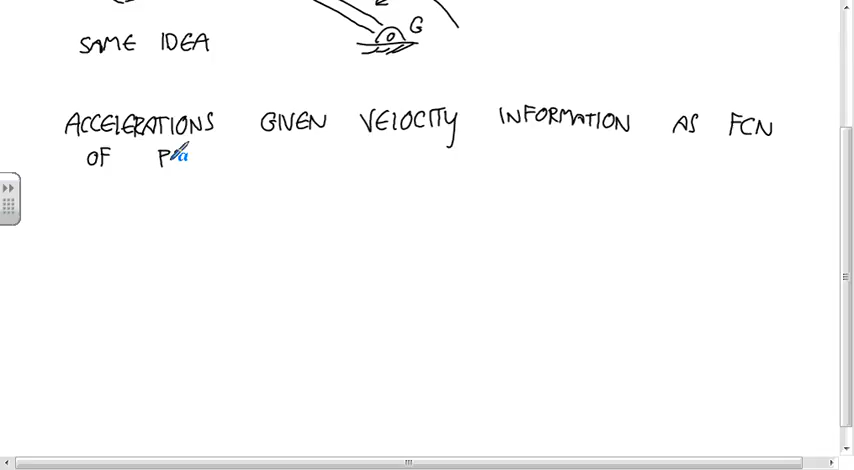 G
SAME IDEA
ACCELERATIONS GIVEN VELOCITY INFORMATION AS FCN
OF